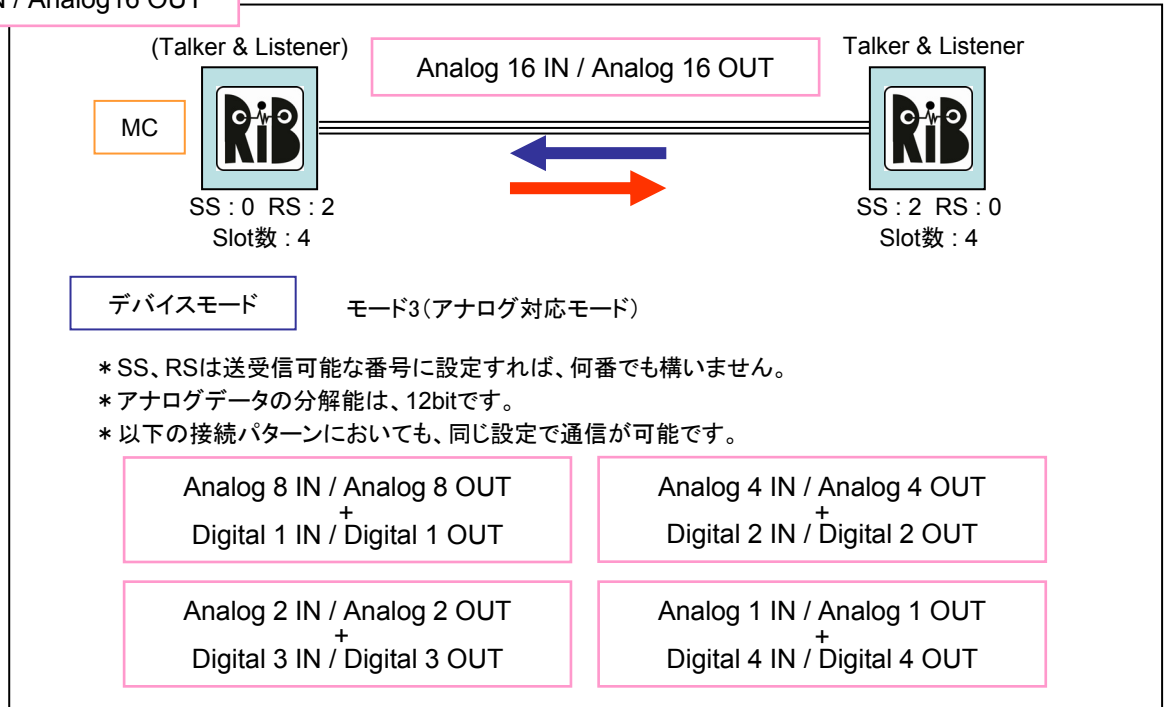 / Analog16 OUT
(Talker & Listener)
Talker & Listener
Analog 16 IN / Analog 16 OUT
MC
RiB
RiB
SS : 0 RS : 2
SS : 2 RS : 0
Slot数 : 4
Slot数 : 4
デバイスモード
モード3(アナログ対応モード)
*SS、RSは送受信可能な番号に設定すれば、何番でも構いません。
*アナログデータの分解能は、12bitです。
*以下の接続パターンにおいても、同じ設定で通信が可能です。
Analog 8 IN / Analog 8 OUT
+
Digital 1 IN / Digital 1 OUT
Analog 4 IN / Analog 4 OUT
+
Digital 2 IN / Digital 2 OUT
Analog 2 IN / Analog 2 OUT
+
Digital 3 IN / Digital 3 OUT
Analog 1 IN / Analog 1 OUT
+
Digital 4 IN / Digital 4 OUT